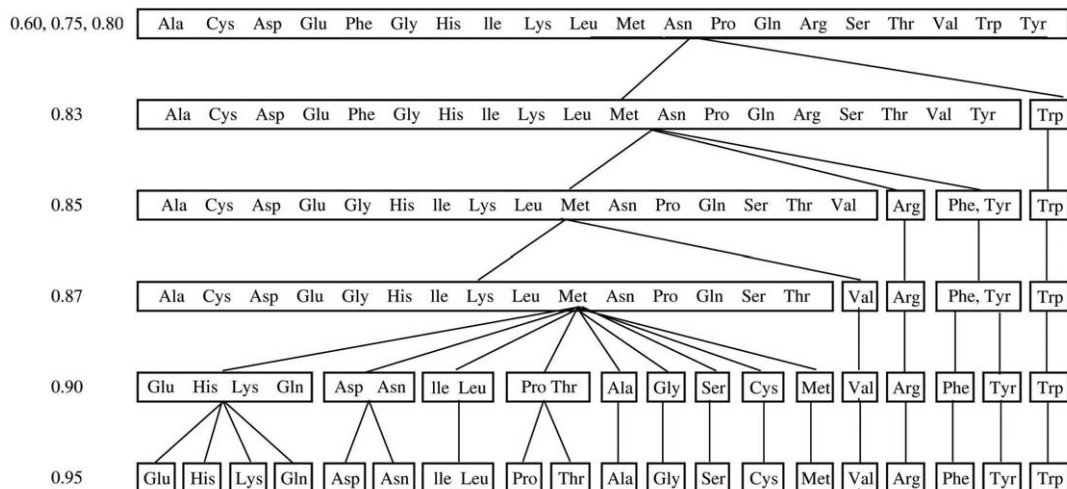 0.60, 0.75, 0.80 Ala Cys Asp Glu Phe Gly His lle Lys Leu Met Asn Pro Gln Arg Ser Thr Val Trp Tyr
0.83 Ala Cys Asp Glu Phe Gly His lle Lys Leu Met Asn Pro Gln Arg Ser Thr Val Tyr Trp
0.85 Ala Cys Asp Glu Gly His lle Lys Leu Met Asn Pro Gln Ser Thr Val Arg Phe, Tyr Trp
0.87 Ala Cys Asp Glu Gly His lle Lys Leu Met Asn Pro Gln Ser Thr Val Arg Phe, Tyr Trp
0.90 Glu His Lys Gln Asp Asn lle Leu Pro Thr Ala Gly Ser Cys Met Val Arg Phe Tyr Trp
0.95 Glu His Lys Gln Asp Asn lle Leu Pro Thr Ala Gly Ser Cys Met Val Arg Phe Tyr Trp